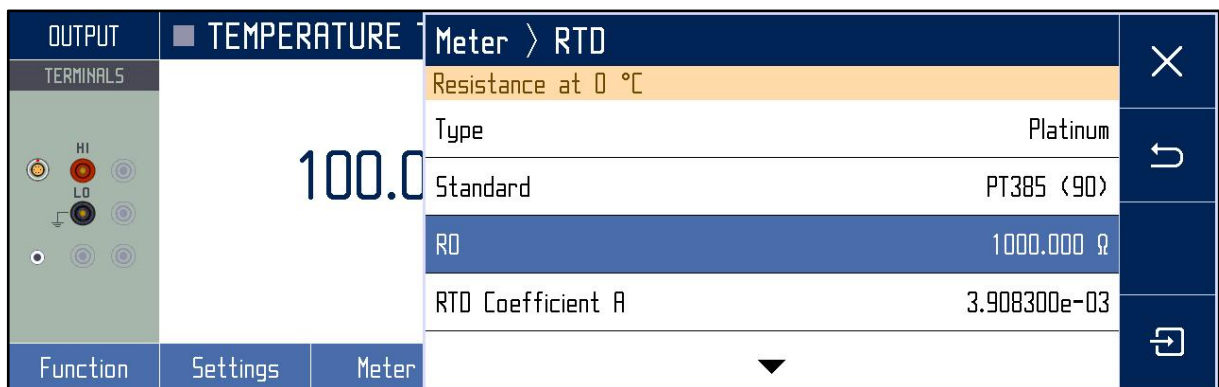 OUTPUT
TERMINALS
HI
LO
Function
TEMPERATURE
100.0
Settings
Meter
Meter > RTD
Resistance at 0 °C
Type Platinum
Standard PT385 (90)
R0 1000.000 Ω
RTD Coefficient A 3.908300e-03